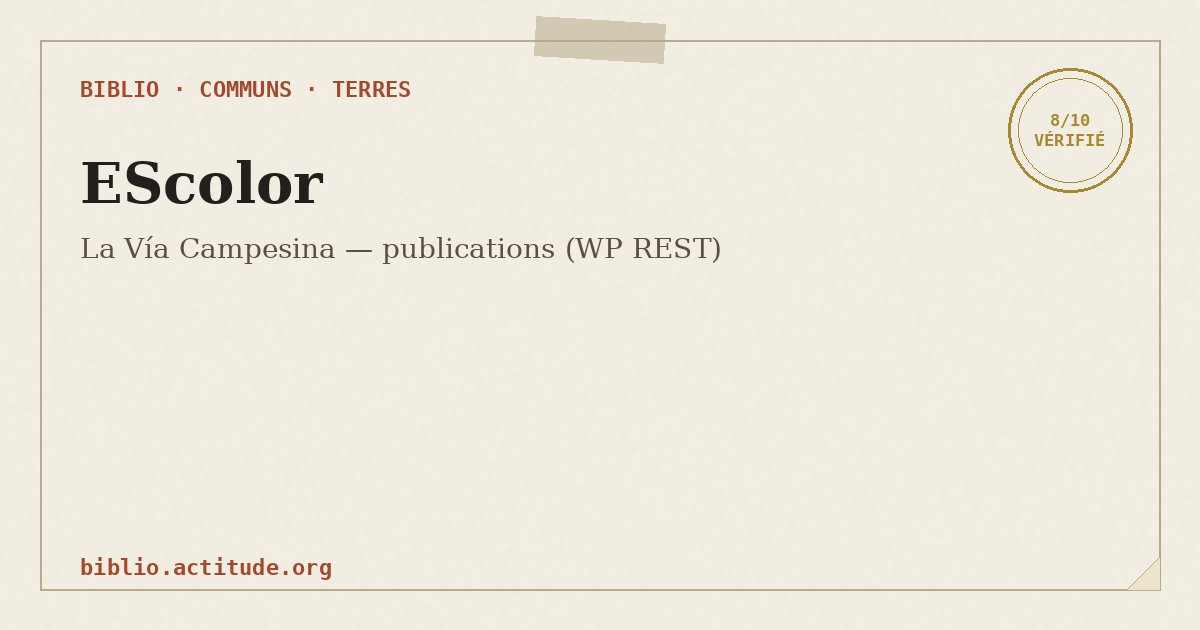 BIBLIO · COMMUNS · TERRES
8/10
VÉRIFIÉ
EScolor
La Vía Campesina — publications (WP REST)
biblio.actitude.org